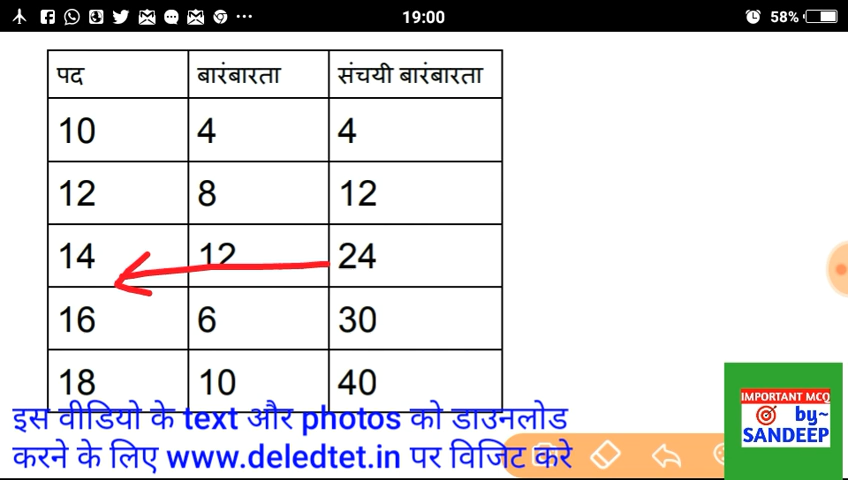 19:00
58%
पद बारंबारता संचयी बारंबारता
10 4 4
12 8 12
14 12 24
16 6 30
18 10 40
इस वीडियो के text और photos को डाउनलोड
करने के लिए www.deledtet.in पर विजिट करे
IMPORTANT MCQ
by~
SANDEEP